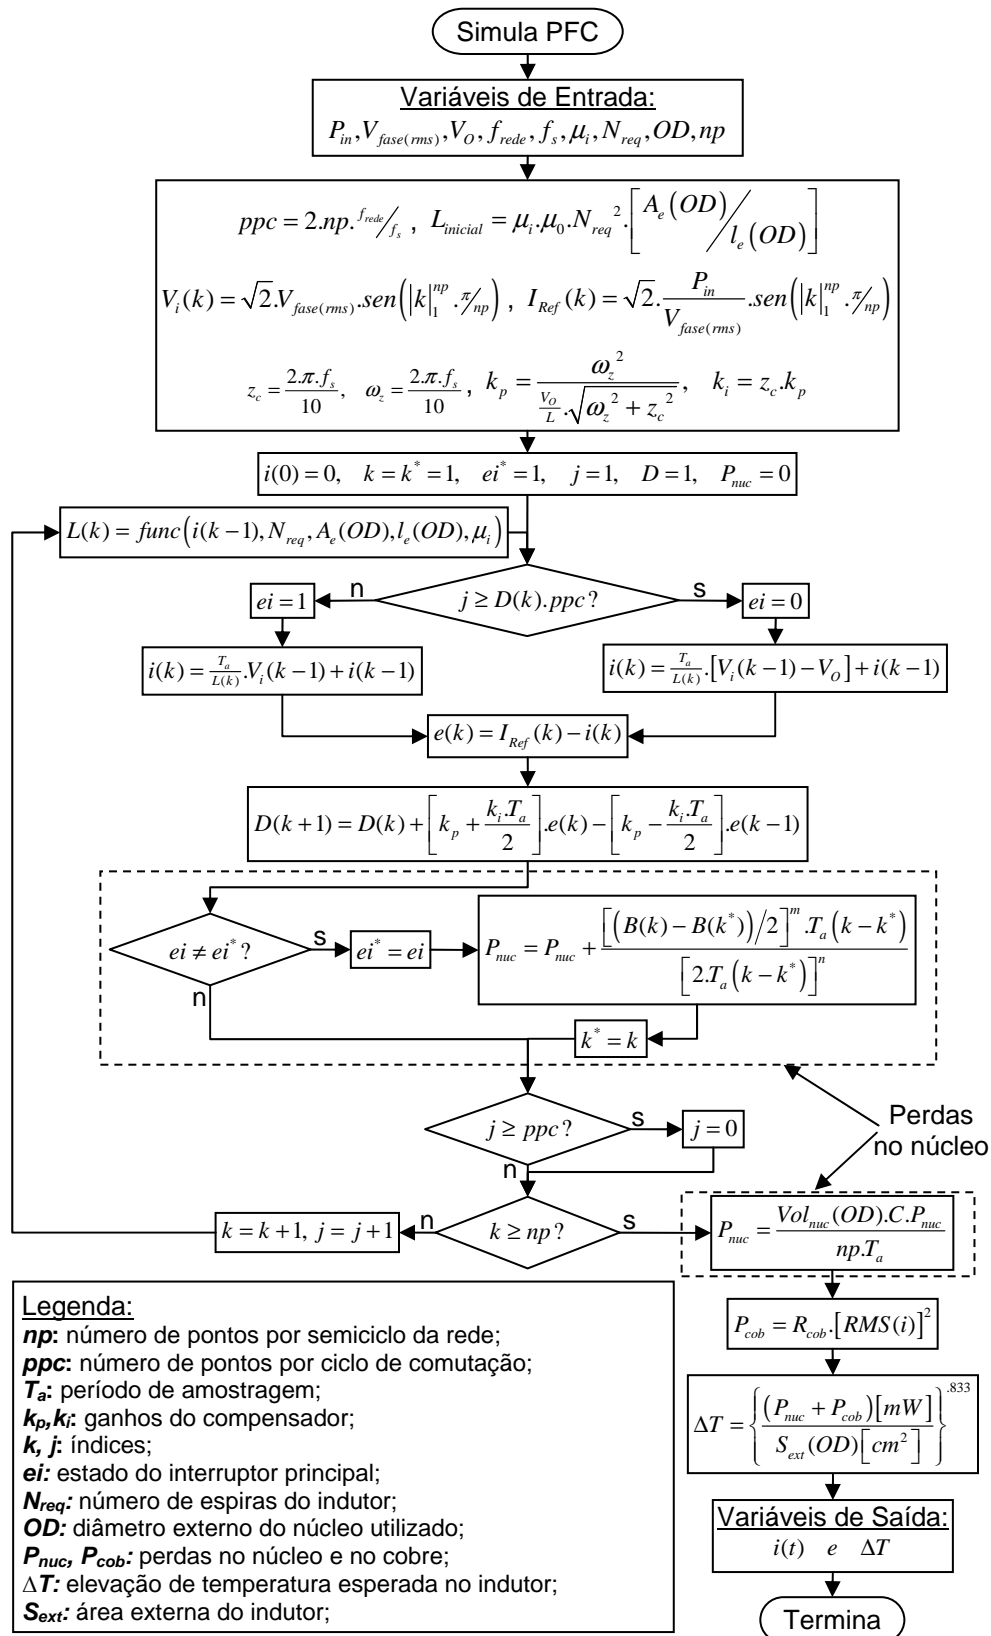 Simula PFC
Variáveis de Entrada:
P_in, V_fase(rms), V_O, f_rede, f_s, μ_i, N_req, OD, np
ppc = 2.np.f_rede/f_s , L_inicial = μ_i.μ_0.N_req^2.[A_e(OD)/l_e(OD)]
V_i(k) = √2.V_fase(rms).sen(|k|_1^np.π/np) , I_Ref(k) = √2.P_in/V_fase(rms).sen(|k|_1^np.π/np)
z_c = 2.π.f_s/10, ω_z = 2.π.f_s/10, k_p = ω_z^2/(V_O/L.√(ω_z^2 + z_c^2)), k_i = z_c.k_p
i(0) = 0, k = k^* = 1, ei^* = 1, j = 1, D = 1, P_nuc = 0
L(k) = func(i(k−1), N_req, A_e(OD), l_e(OD), μ_i)
n
j ≥ D(k).ppc?
s
ei = 1
ei = 0
i(k) = T_a/L(k).V_i(k−1) + i(k−1)
i(k) = T_a/L(k).[V_i(k−1) − V_O] + i(k−1)
e(k) = I_Ref(k) − i(k)
D(k+1) = D(k) + [k_p + k_i.T_a/2].e(k) − [k_p − k_i.T_a/2].e(k−1)
ei ≠ ei^*?
s
n
ei^* = ei
P_nuc = P_nuc + [(B(k) − B(k^*))/2]^m.T_a(k − k^*)/[2.T_a(k − k^*)]^n
k^* = k
j ≥ ppc?
s
n
j = 0
Perdas
no núcleo
k ≥ np?
n
s
k = k+1, j = j+1
P_nuc = Vol_nuc(OD).C.P_nuc/np.T_a
P_cob = R_cob.[RMS(i)]^2
ΔT = {(P_nuc + P_cob)[mW]/S_ext(OD)[cm^2]}^.833
Variáveis de Saída:
i(t) e ΔT
Termina
Legenda:
np: número de pontos por semiciclo da rede;
ppc: número de pontos por ciclo de comutação;
Ta: período de amostragem;
kp,ki: ganhos do compensador;
k, j: índices;
ei: estado do interruptor principal;
Nreq: número de espiras do indutor;
OD: diâmetro externo do núcleo utilizado;
Pnuc, Pcob: perdas no núcleo e no cobre;
ΔT: elevação de temperatura esperada no indutor;
Sext: área externa do indutor;